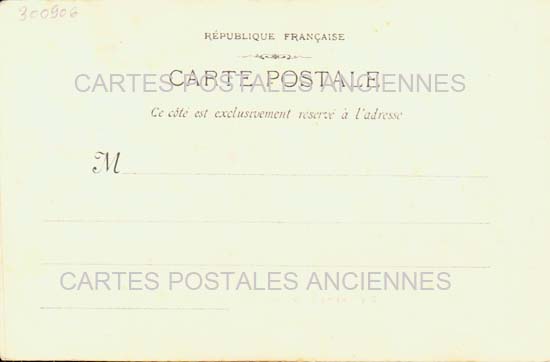 300906
RÉPUBLIQUE FRANÇAISE
CARTE POSTALE
CARTES POSTALES ANCIENNES
Ce côté est exclusivement réservé à l'adresse
M
CARTES POSTALES ANCIENNES